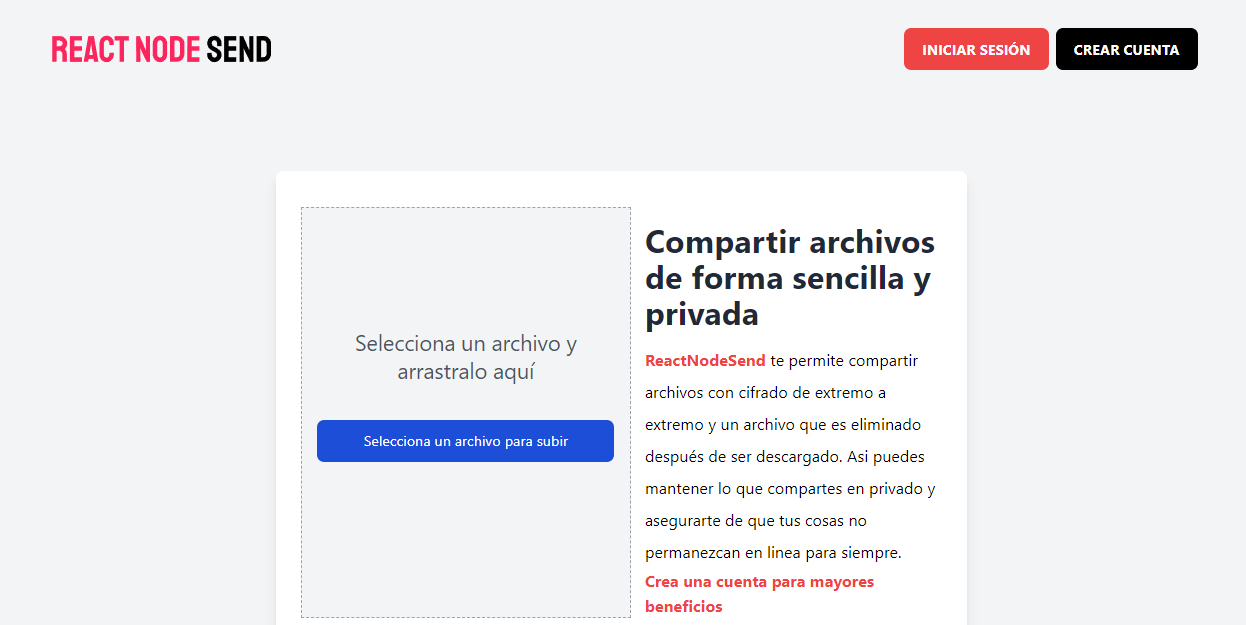 REACT NODE SEND
INICIAR SESIÓN
CREAR CUENTA
Selecciona un archivo y
arrastralo aquí
Selecciona un archivo para subir
Compartir archivos
de forma sencilla y
privada
ReactNodeSend te permite compartir
archivos con cifrado de extremo a
extremo y un archivo que es eliminado
después de ser descargado. Asi puedes
mantener lo que compartes en privado y
asegurarte de que tus cosas no
permanezcan en linea para siempre.
Crea una cuenta para mayores
beneficios